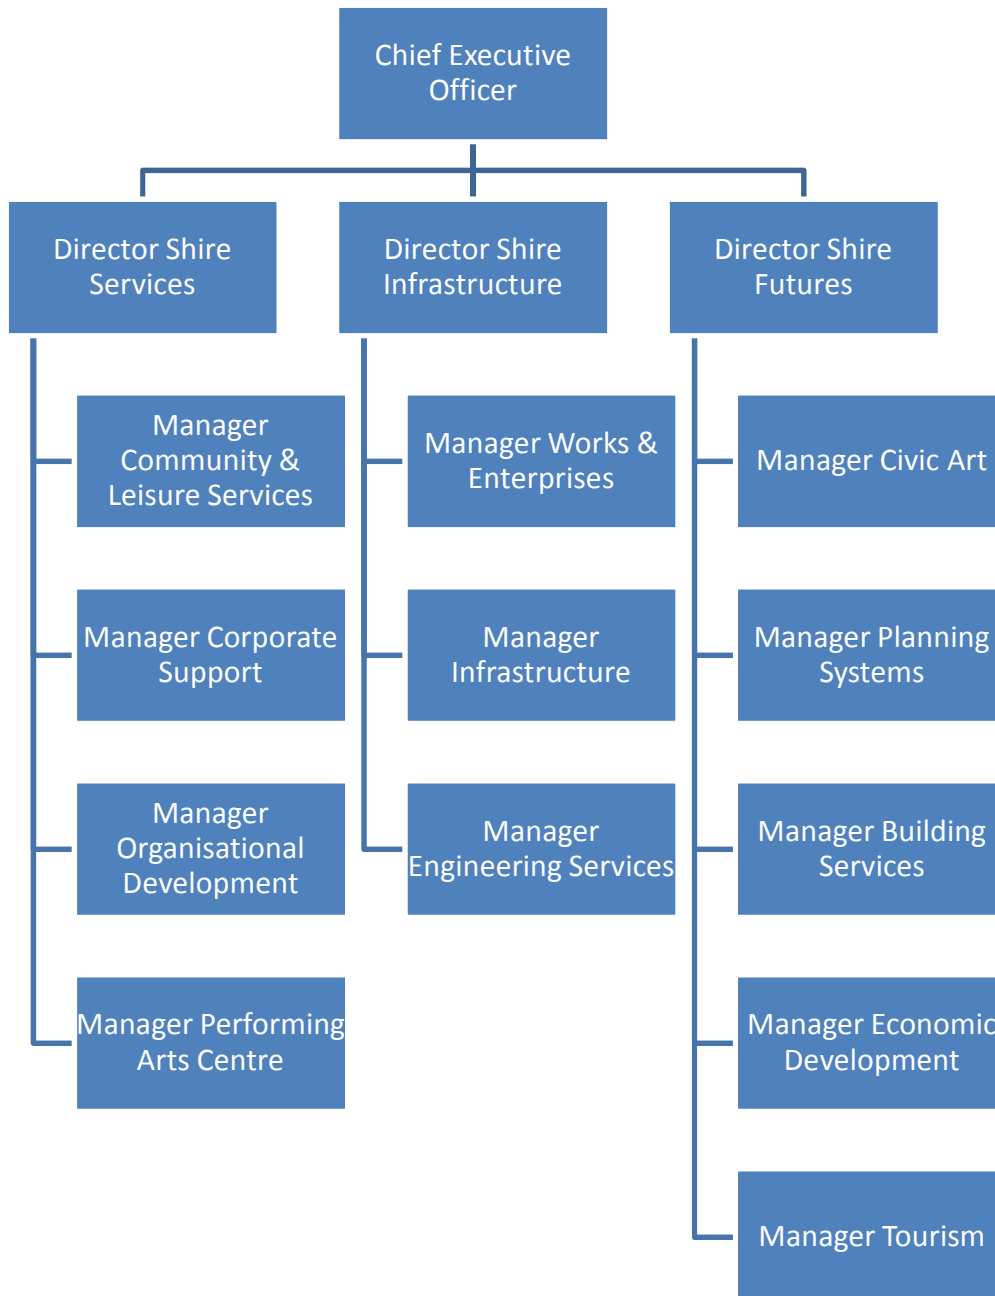 Chief Executive
Officer
Director Shire
Services
Director Shire
Infrastructure
Director Shire
Futures
Manager
Community &
Leisure Services
Manager Corporate
Support
Manager
Organisational
Development
Manager Performing
Arts Centre
Manager Works &
Enterprises
Manager
Infrastructure
Manager
Engineering Services
Manager Civic Art
Manager Planning
Systems
Manager Building
Services
Manager Economic
Development
Manager Tourism